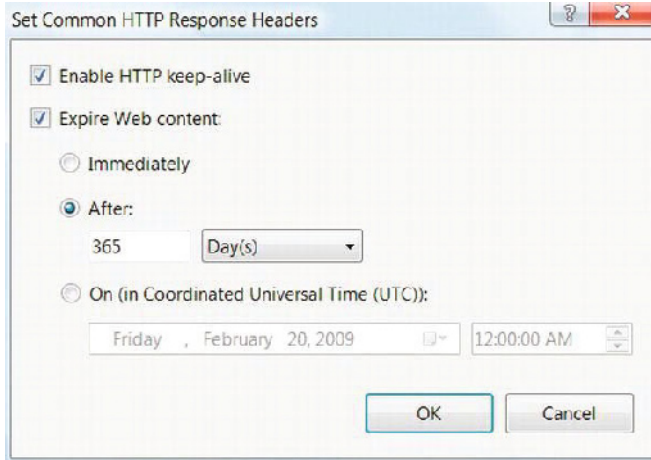 Set Common HTTP Response Headers
Enable HTTP keep-alive
Expire Web content:
Immediately
After:
365 Day(s)
On (in Coordinated Universal Time (UTC)):
Friday , February 20, 2009 12:00:00 AM
OK Cancel